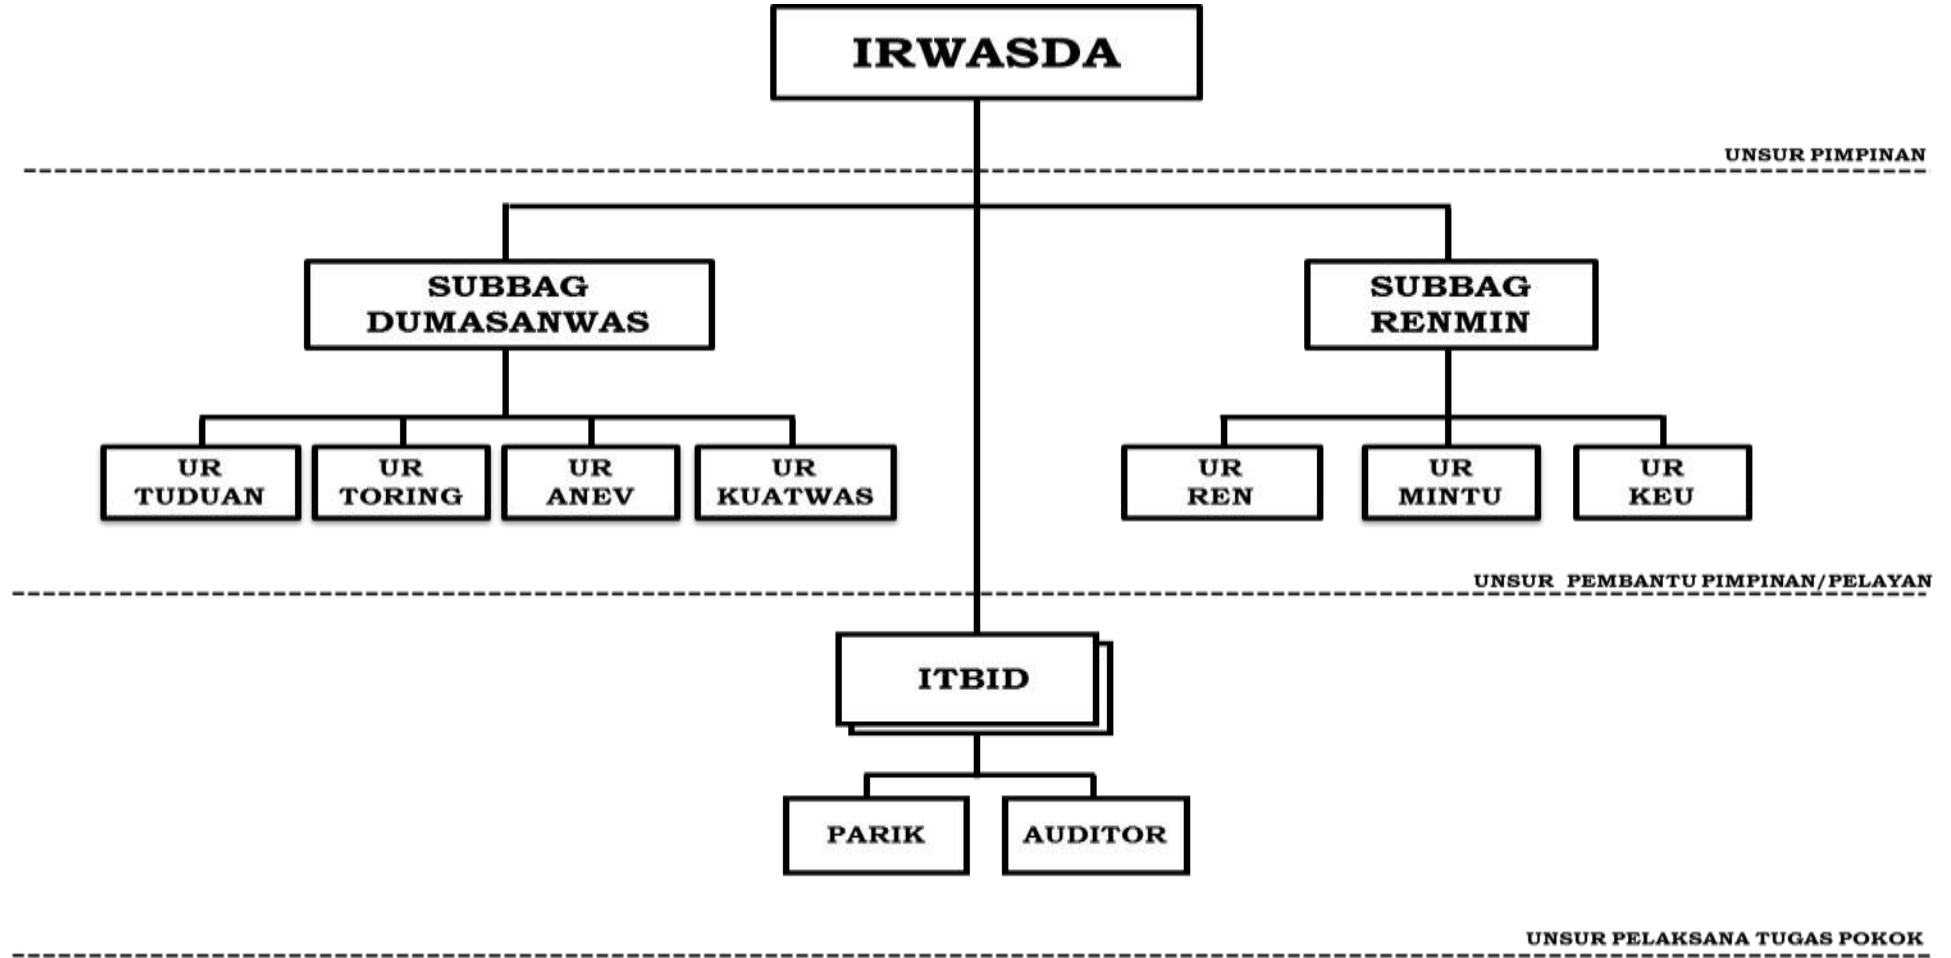 IRWASDA
UNSUR PIMPINAN
SUBBAG
DUMASANWAS
SUBBAG
RENMIN
UR
TUDUAN
UR
TORING
UR
ANEV
UR
KUATWAS
UR
REN
UR
MINTU
UR
KEU
UNSUR PEMBANTU PIMPINAN/PELAYAN
ITBID
PARIK
AUDITOR
UNSUR PELAKSANA TUGAS POKOK